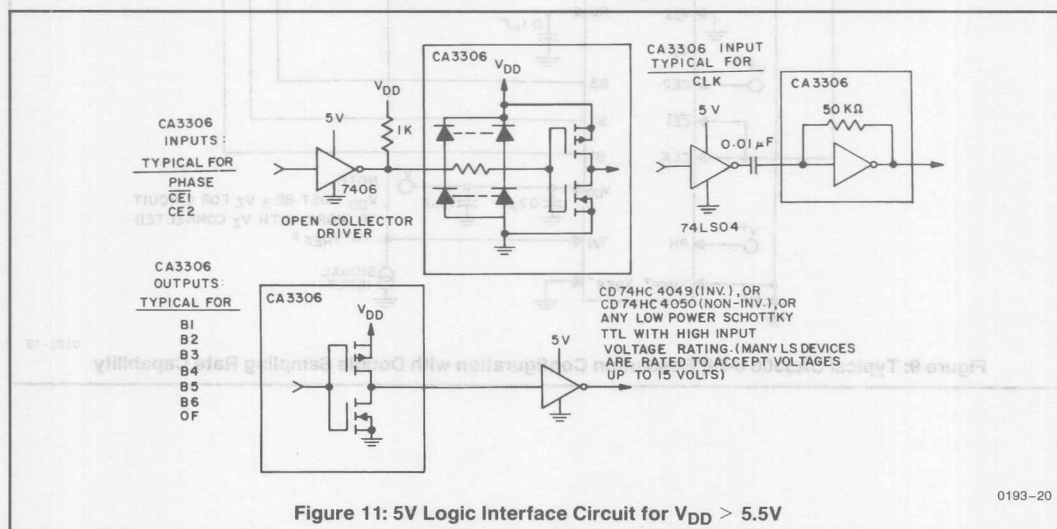 CA3306
INPUTS:
TYPICAL FOR
PHASE
CE1
CE2
5V
7406
OPEN COLLECTOR
DRIVER
VDD
1K
CA3306
VDD
CA3306 INPUT
TYPICAL FOR
CLK
5 V
0.01µF
74LS04
CA3306
50KΩ
CA3306
OUTPUTS:
TYPICAL FOR
B1
B2
B3
B4
B5
B6
OF
CA3306
VDD
5V
CD74HC 4049(INV.), OR
CD74HC4050(NON-INV.), OR
ANY LOW POWER SCHOTTKY
TTL WITH HIGH INPUT
VOLTAGE RATING. (MANY LS DEVICES
ARE RATED TO ACCEPT VOLTAGES
UP TO 15 VOLTS)
0193-20
Figure 11: 5V Logic Interface Circuit for VDD > 5.5V